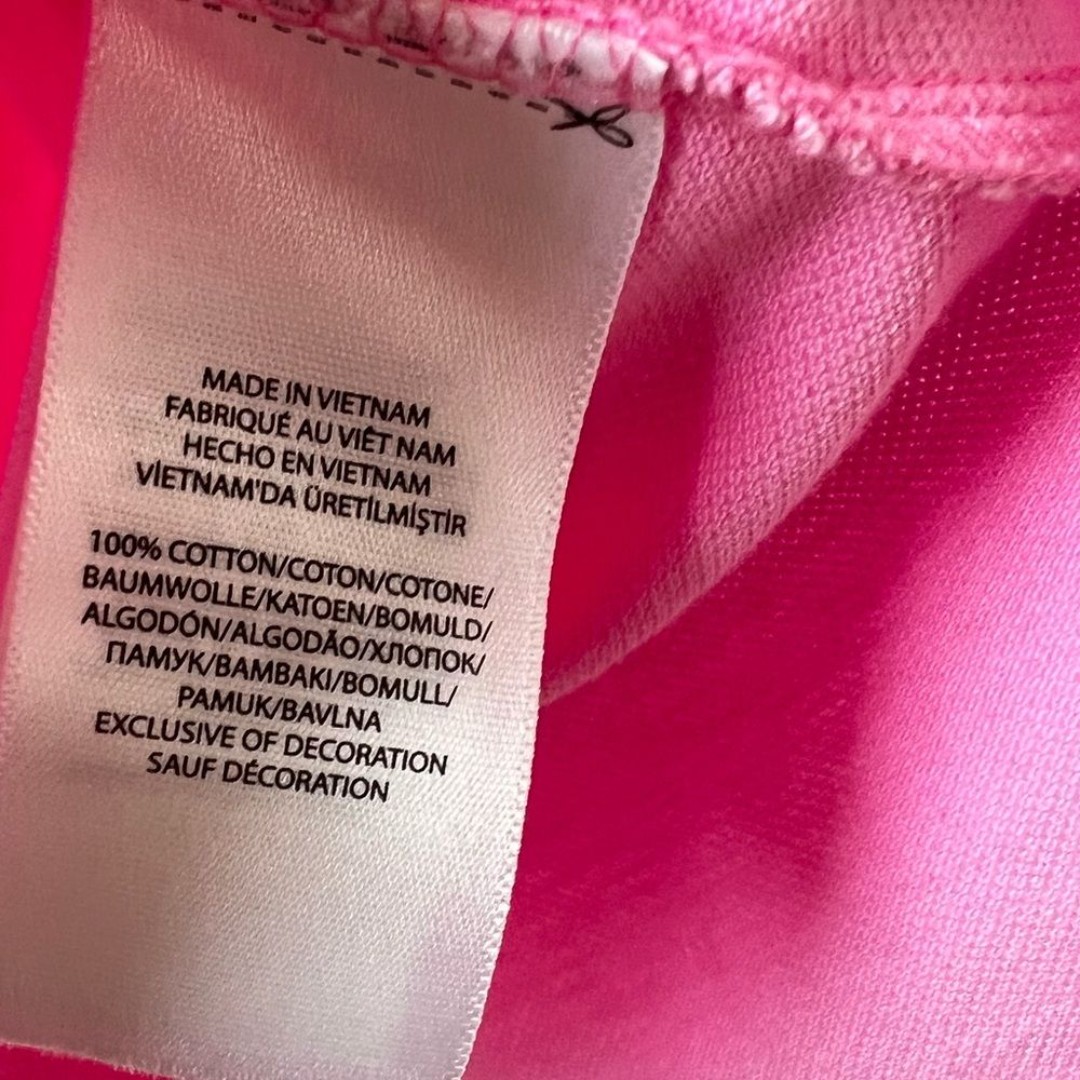 MADE IN VIETNAM
FABRIQUÉ AU VIÊT NAM
HECHO EN VIETNAM
VİETNAM'DA ÜRETİLMİŞTİR
100% COTTON/COTON/COTONE/
BAUMWOLLE/KATOEN/BOMULD/
ALGODÓN/ALGODÃO/ХЛОПОК/
ПАМУК/BAMBAKI/BOMULL/
PAMUK/BAVLNA
EXCLUSIVE OF DECORATION
SAUF DÉCORATION